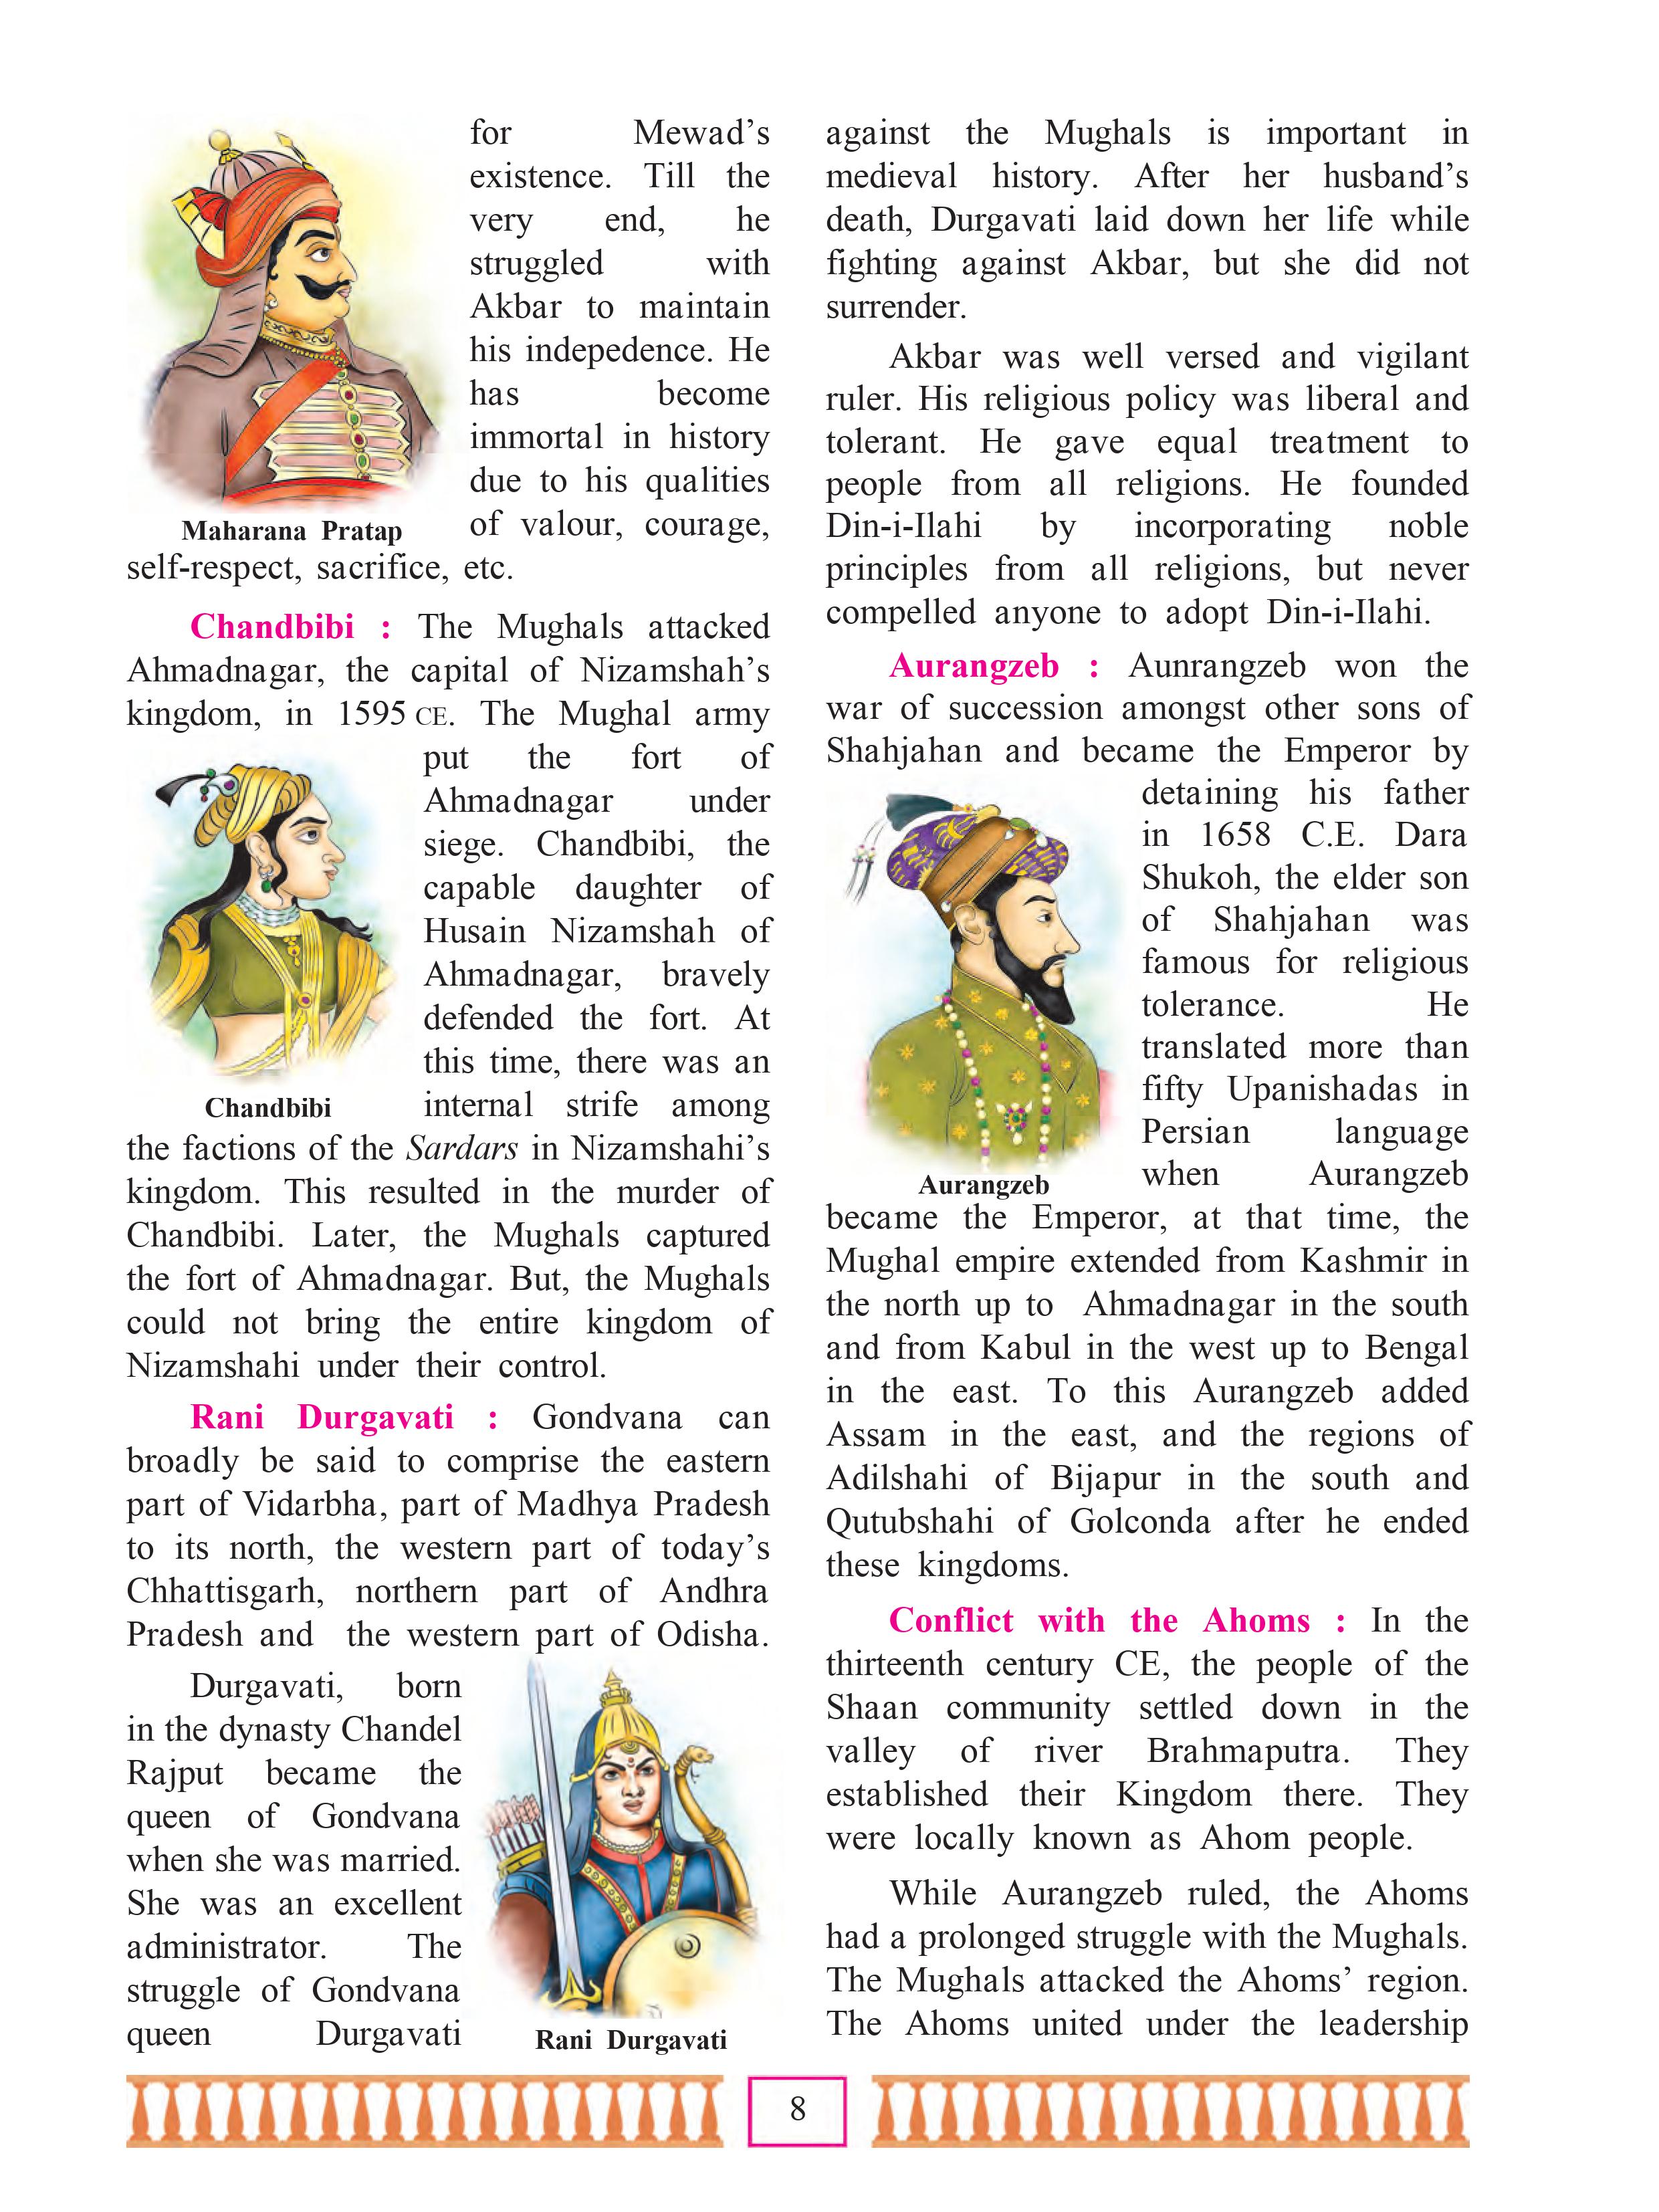 for Mewad’s
existence. Till the
very end, he
struggled with
Akbar to maintain
his indepedence. He
has become
immortal in history
due to his qualities
of valour, courage,
Maharana Pratap
self-respect, sacrifice, etc.
Chandbibi : The Mughals attacked
Ahmadnagar, the capital of Nizamshah’s
kingdom, in 1595 CE. The Mughal army
put the fort of
Ahmadnagar under
siege. Chandbibi, the
capable daughter of
Husain Nizamshah of
Ahmadnagar, bravely
defended the fort. At
this time, there was an
internal strife among
Chandbibi
the factions of the Sardars in Nizamshahi’s
kingdom. This resulted in the murder of
Chandbibi. Later, the Mughals captured
the fort of Ahmadnagar. But, the Mughals
could not bring the entire kingdom of
Nizamshahi under their control.
Rani Durgavati : Gondvana can
broadly be said to comprise the eastern
part of Vidarbha, part of Madhya Pradesh
to its north, the western part of today’s
Chhattisgarh, northern part of Andhra
Pradesh and the western part of Odisha.
Durgavati, born
in the dynasty Chandel
Rajput became the
queen of Gondvana
when she was married.
She was an excellent
administrator. The
struggle of Gondvana
queen Durgavati
Rani Durgavati
against the Mughals is important in
medieval history. After her husband’s
death, Durgavati laid down her life while
fighting against Akbar, but she did not
surrender.
Akbar was well versed and vigilant
ruler. His religious policy was liberal and
tolerant. He gave equal treatment to
people from all religions. He founded
Din-i-Ilahi by incorporating noble
principles from all religions, but never
compelled anyone to adopt Din-i-Ilahi.
Aurangzeb : Aunrangzeb won the
war of succession amongst other sons of
Shahjahan and became the Emperor by
detaining his father
in 1658 C.E. Dara
Shukoh, the elder son
of Shahjahan was
famous for religious
tolerance. He
translated more than
fifty Upanishadas in
Persian language
when Aurangzeb
Aurangzeb
became the Emperor, at that time, the
Mughal empire extended from Kashmir in
the north up to Ahmadnagar in the south
and from Kabul in the west up to Bengal
in the east. To this Aurangzeb added
Assam in the east, and the regions of
Adilshahi of Bijapur in the south and
Qutubshahi of Golconda after he ended
these kingdoms.
Conflict with the Ahoms : In the
thirteenth century CE, the people of the
Shaan community settled down in the
valley of river Brahmaputra. They
established their Kingdom there. They
were locally known as Ahom people.
While Aurangzeb ruled, the Ahoms
had a prolonged struggle with the Mughals.
The Mughals attacked the Ahoms’ region.
The Ahoms united under the leadership
8